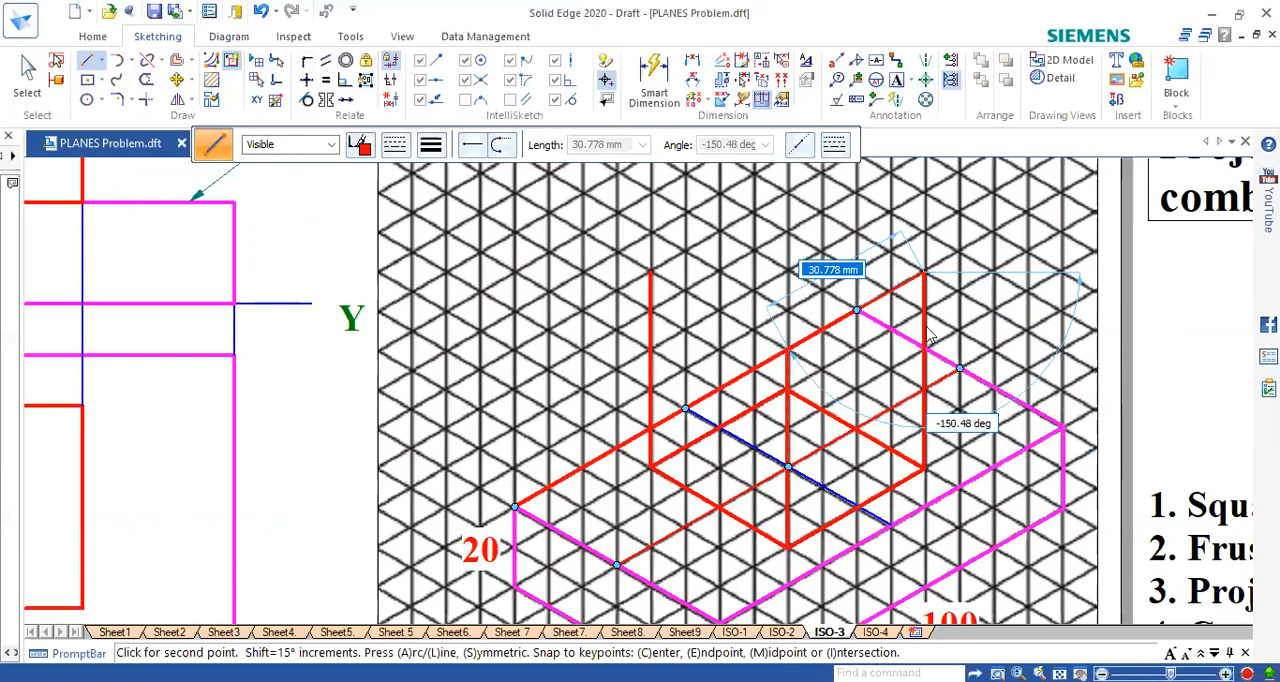 Solid Edge 2020 - Draft - [PLANES Problem.dft]
Home Sketching Diagram Inspect Tools View Data Management
SIEMENS
Select
Smart
Dimension
2D Model
Detail
Block
Select Draw Relate IntelliSketch Dimension Annotation Arrange Drawing Views Blocks
PLANES Problem.dft
Visible
Length: 30.778 mm
Angle: -150.48 deg
YouTube
comb
30.778 mm
Y
-150.48 deg
20
1. Squ
2. Frus
3. Proj
100
Sheet1 Sheet2 Sheet3 Sheet4. Sheet5. Sheet 5 Sheet6. Sheet 7 Sheet7. Sheet8. Sheet9 ISO-1 ISO-2 ISO-3 ISO-4
PromptBar
Click for second point. Shift=15° increments. Press (A)rc/(L)ine, (S)ymmetric. Snap to keypoints: (C)enter, (E)ndpoint, (M)idpoint or (I)ntersection.
Find a command